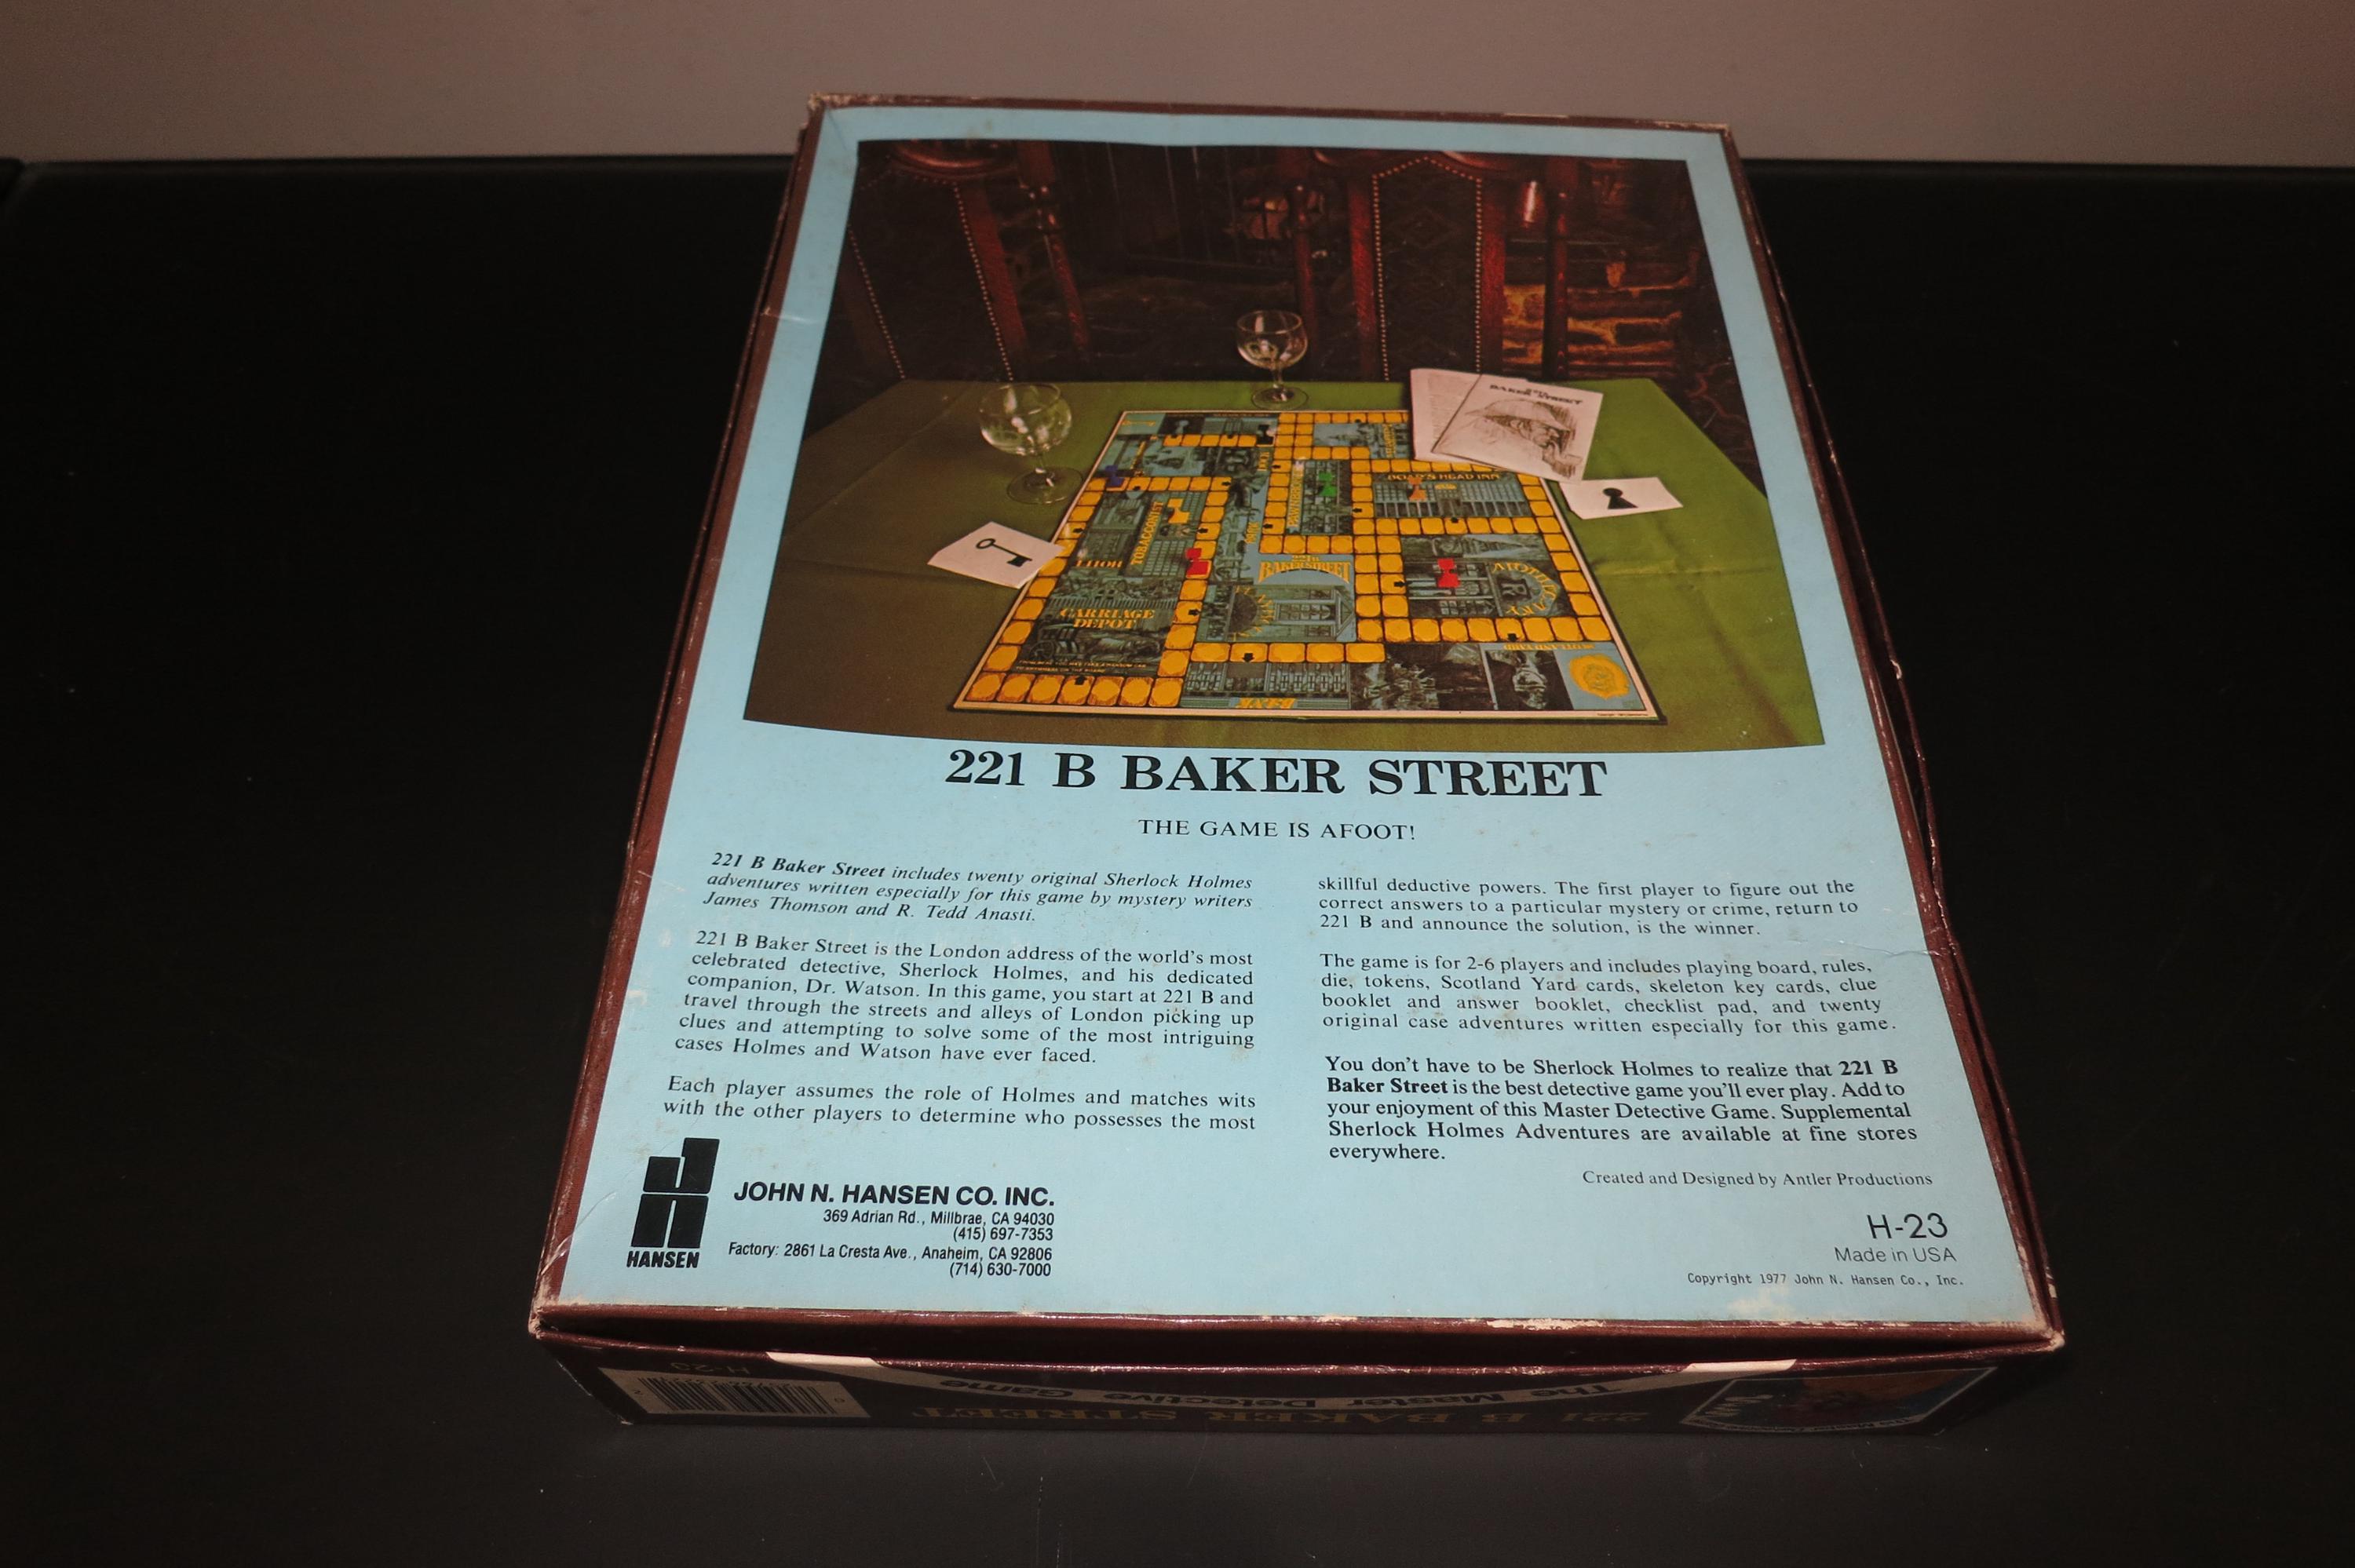 BAKER STREET
BOAR'S HEAD INN
TOBACCONIST
PAWNBROKER
PARK
BAKER STREET
APOTHECARY
CARRIAGE
DEPOT
BANK
221 B BAKER STREET
THE GAME IS AFOOT!
221 B Baker Street includes twenty original Sherlock Holmes
adventures written especially for this game by mystery writers
James Thomson and R. Tedd Anasti.
221 B Baker Street is the London address of the world's most
celebrated detective, Sherlock Holmes, and his dedicated
companion, Dr. Watson. In this game, you start at 221 B and
travel through the streets and alleys of London picking up
clues and attempting to solve some of the most intriguing
cases Holmes and Watson have ever faced.
Each player assumes the role of Holmes and matches wits
with the other players to determine who possesses the most
skillful deductive powers. The first player to figure out the
correct answers to a particular mystery or crime, return to
221 B and announce the solution, is the winner.
The game is for 2-6 players and includes playing board, rules,
die, tokens, Scotland Yard cards, skeleton key cards, clue
booklet and answer booklet, checklist pad, and twenty
original case adventures written especially for this game.
You don't have to be Sherlock Holmes to realize that 221 B
Baker Street is the best detective game you'll ever play. Add to
your enjoyment of this Master Detective Game. Supplemental
Sherlock Holmes Adventures are available at fine stores
everywhere.
Created and Designed by Antler Productions
HANSEN
JOHN N. HANSEN CO. INC.
369 Adrian Rd., Millbrae, CA 94030
(415) 697-7353
Factory: 2861 La Cresta Ave., Anaheim, CA 92806
(714) 630-7000
H-23
Made in USA
Copyright 1977 John N. Hansen Co., Inc.
H-23
The Master Detective Game
221 B BAKER STREET